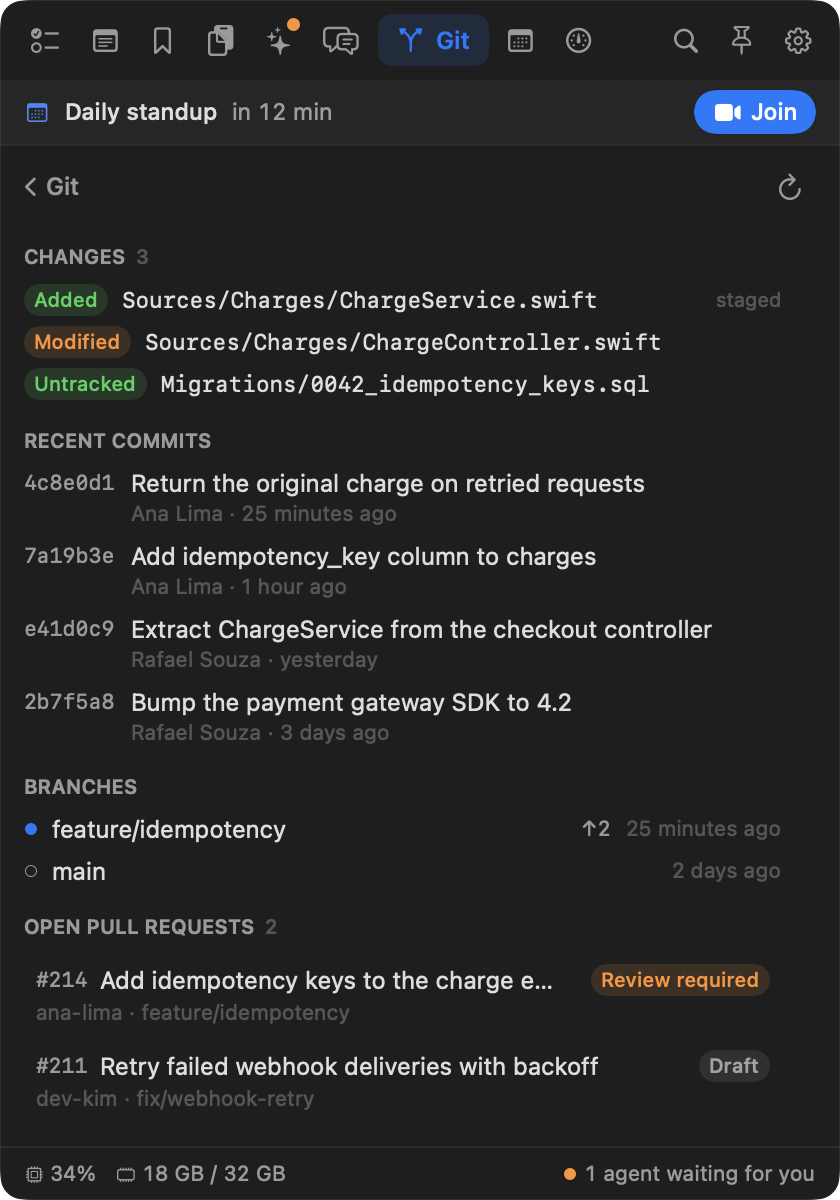 Git
Daily standup in 12 min Join
Git
CHANGES 3
Added Sources/Charges/ChargeService.swift staged
Modified Sources/Charges/ChargeController.swift
Untracked Migrations/0042_idempotency_keys.sql
RECENT COMMITS
4c8e0d1 Return the original charge on retried requests
Ana Lima · 25 minutes ago
7a19b3e Add idempotency_key column to charges
Ana Lima · 1 hour ago
e41d0c9 Extract ChargeService from the checkout controller
Rafael Souza · yesterday
2b7f5a8 Bump the payment gateway SDK to 4.2
Rafael Souza · 3 days ago
BRANCHES
feature/idempotency ↑2 25 minutes ago
main 2 days ago
OPEN PULL REQUESTS 2
#214 Add idempotency keys to the charge e... Review required
ana-lima · feature/idempotency
#211 Retry failed webhook deliveries with backoff Draft
dev-kim · fix/webhook-retry
34% 18 GB / 32 GB 1 agent waiting for you